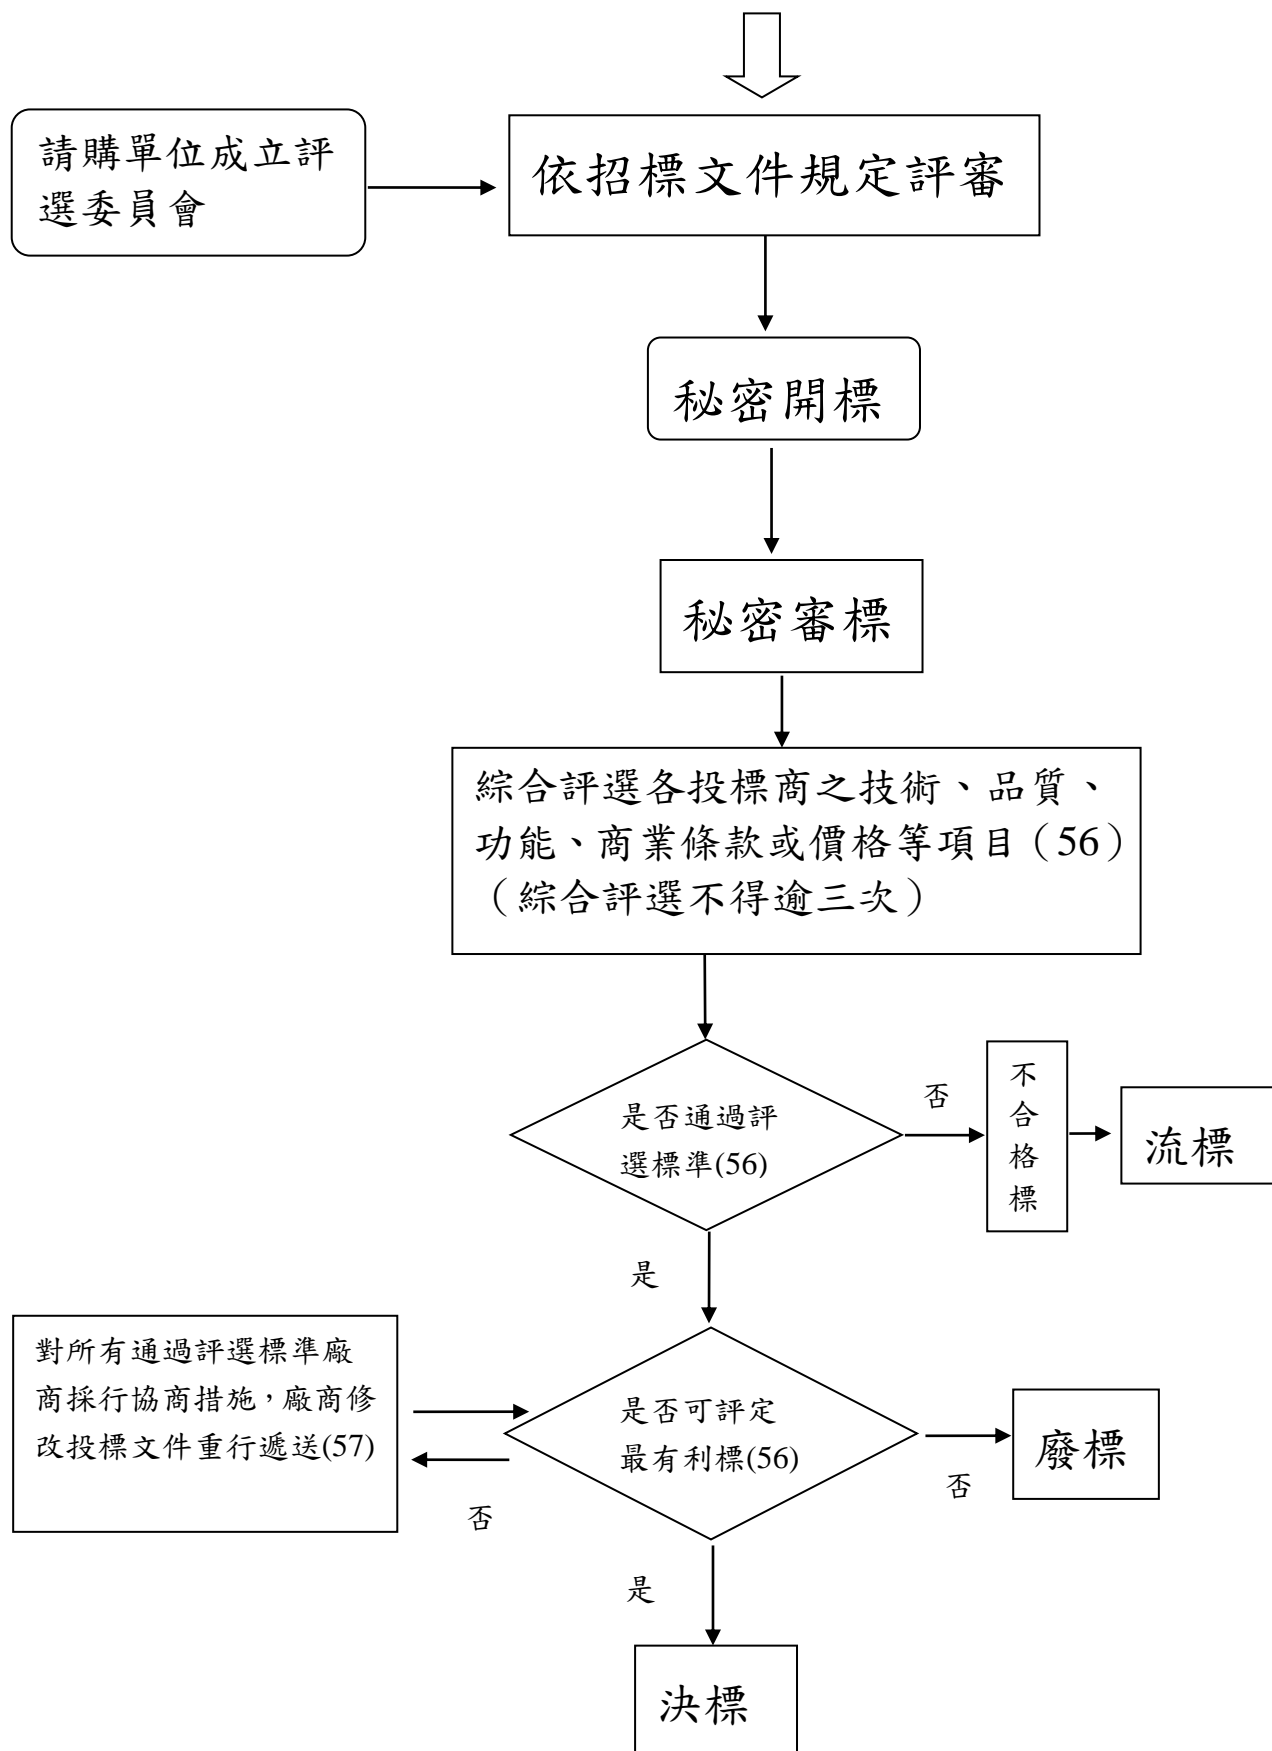 請購單位成立評
選委員會
依招標文件規定評審
秘密開標
秘密審標
綜合評選各投標商之技術、品質、
功能、商業條款或價格等項目（56）
（綜合評選不得逾三次）
是否通過評
選標準(56)
否
不
合
格
標
流標
是
對所有通過評選標準廠
商採行協商措施，廠商修
改投標文件重行遞送(57)
否
是否可評定
最有利標(56)
否
廢標
是
決標